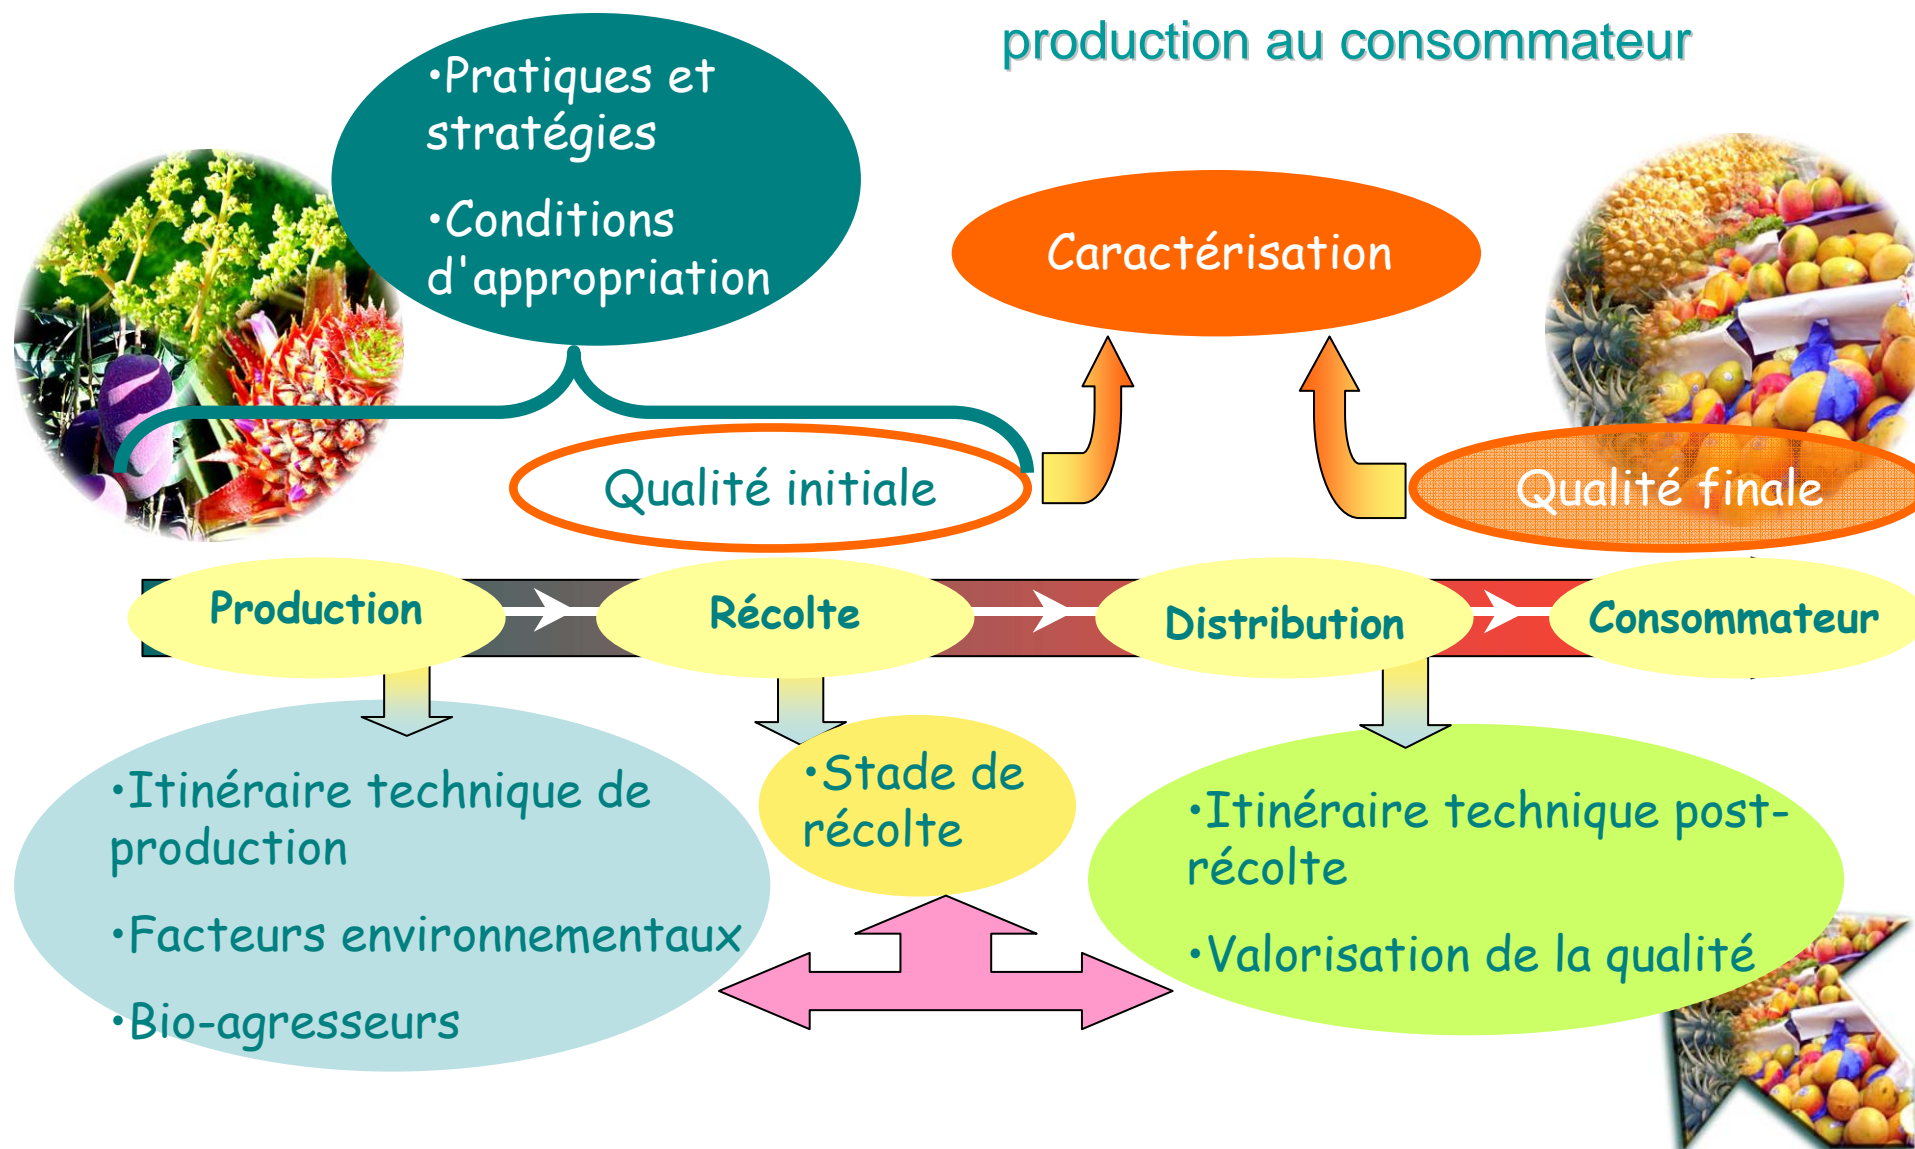 production au consommateur
•Pratiques et
stratégies
•Conditions
d'appropriation
Caractérisation
Qualité initiale
Qualité finale
Production
Récolte
Distribution
Consommateur
•Itinéraire technique de
production
•Facteurs environnementaux
•Bio-agresseurs
•Stade de
récolte
•Itinéraire technique post-
récolte
•Valorisation de la qualité